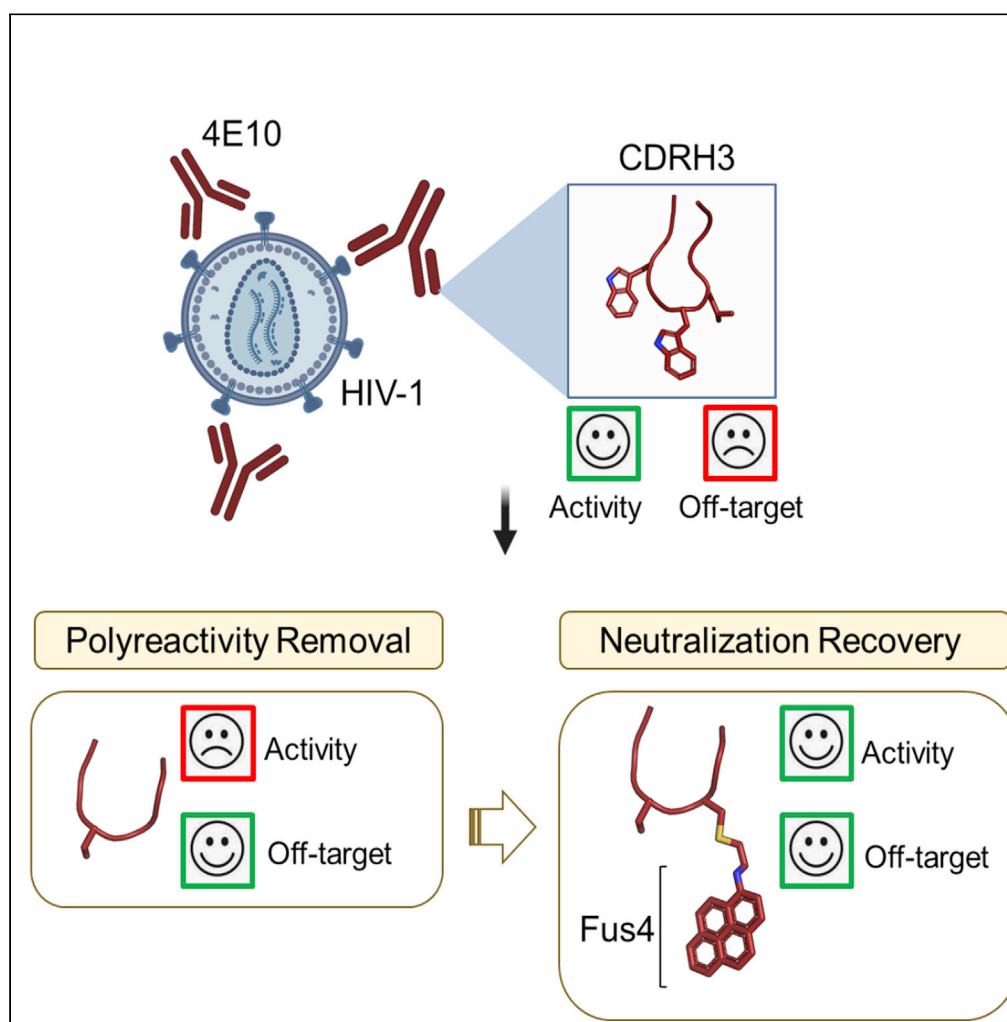 4E10
CDRH3
HIV-1
Activity
Off-target
Polyreactivity Removal
Neutralization Recovery
Activity
Off-target
Activity
Off-target
Fus4